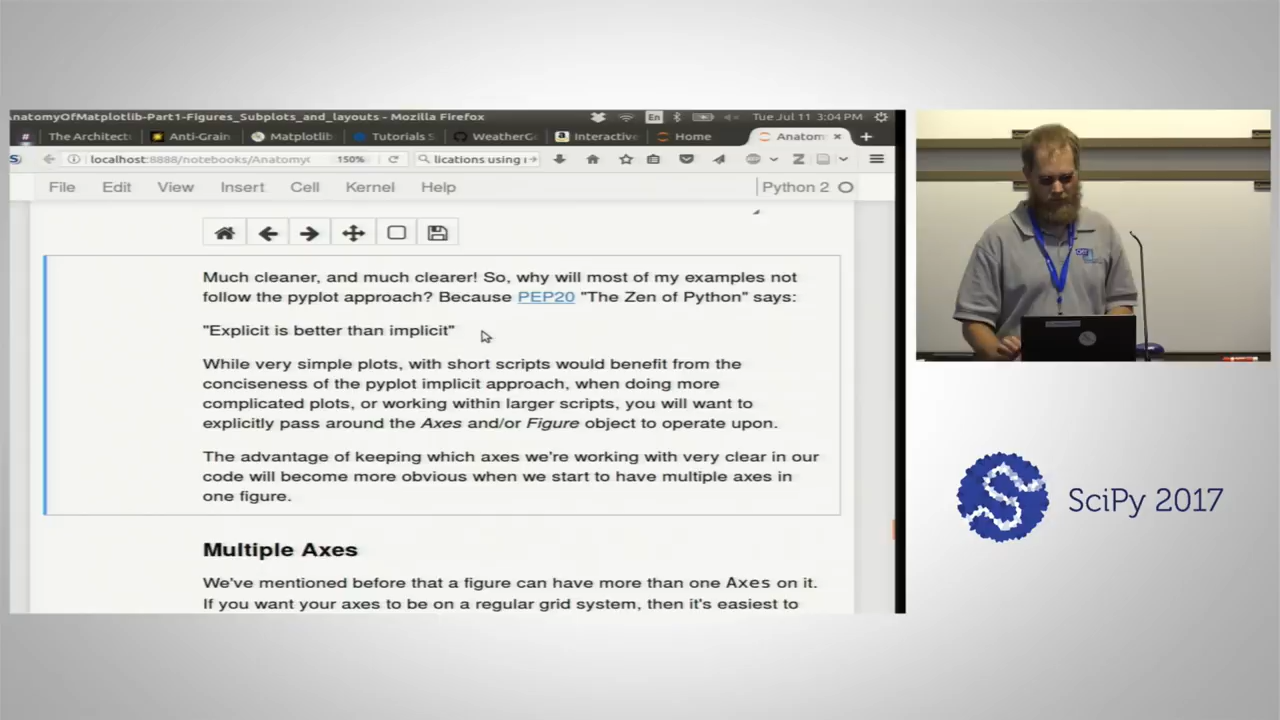 AnatomyOfMatplotlib-Part1-Figures_Subplots_and_layouts - Mozilla Firefox
En
Tue Jul 11 3:04 PM
The Archite
Anti-Grain
Matplotlib
Tutorials S
WeatherGe
Interactive
Home
Anatom
localhost:8888/notebooks/Anatomy
150%
lications using
File Edit View Insert Cell Kernel Help
Python 2
Much cleaner, and much clearer! So, why will most of my examples not
follow the pyplot approach? Because PEP20 "The Zen of Python" says:
"Explicit is better than implicit"
While very simple plots, with short scripts would benefit from the
conciseness of the pyplot implicit approach, when doing more
complicated plots, or working within larger scripts, you will want to
explicitly pass around the Axes and/or Figure object to operate upon.
The advantage of keeping which axes we're working with very clear in our
code will become more obvious when we start to have multiple axes in
one figure.
Multiple Axes
We've mentioned before that a figure can have more than one Axes on it.
If you want your axes to be on a regular grid system, then it's easiest to
SciPy 2017